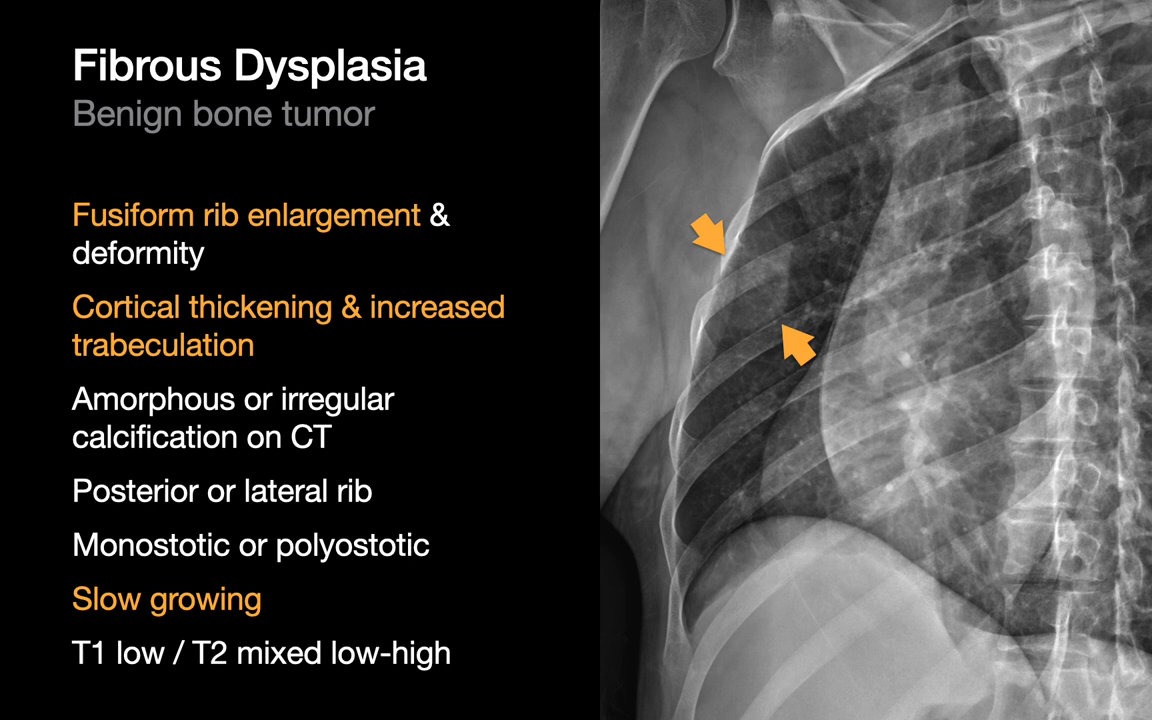 Fibrous Dysplasia
Benign bone tumor
Fusiform rib enlargement &
deformity
Cortical thickening & increased
trabeculation
Amorphous or irregular
calcification on CT
Posterior or lateral rib
Monostotic or polyostotic
Slow growing
T1 low / T2 mixed low-high